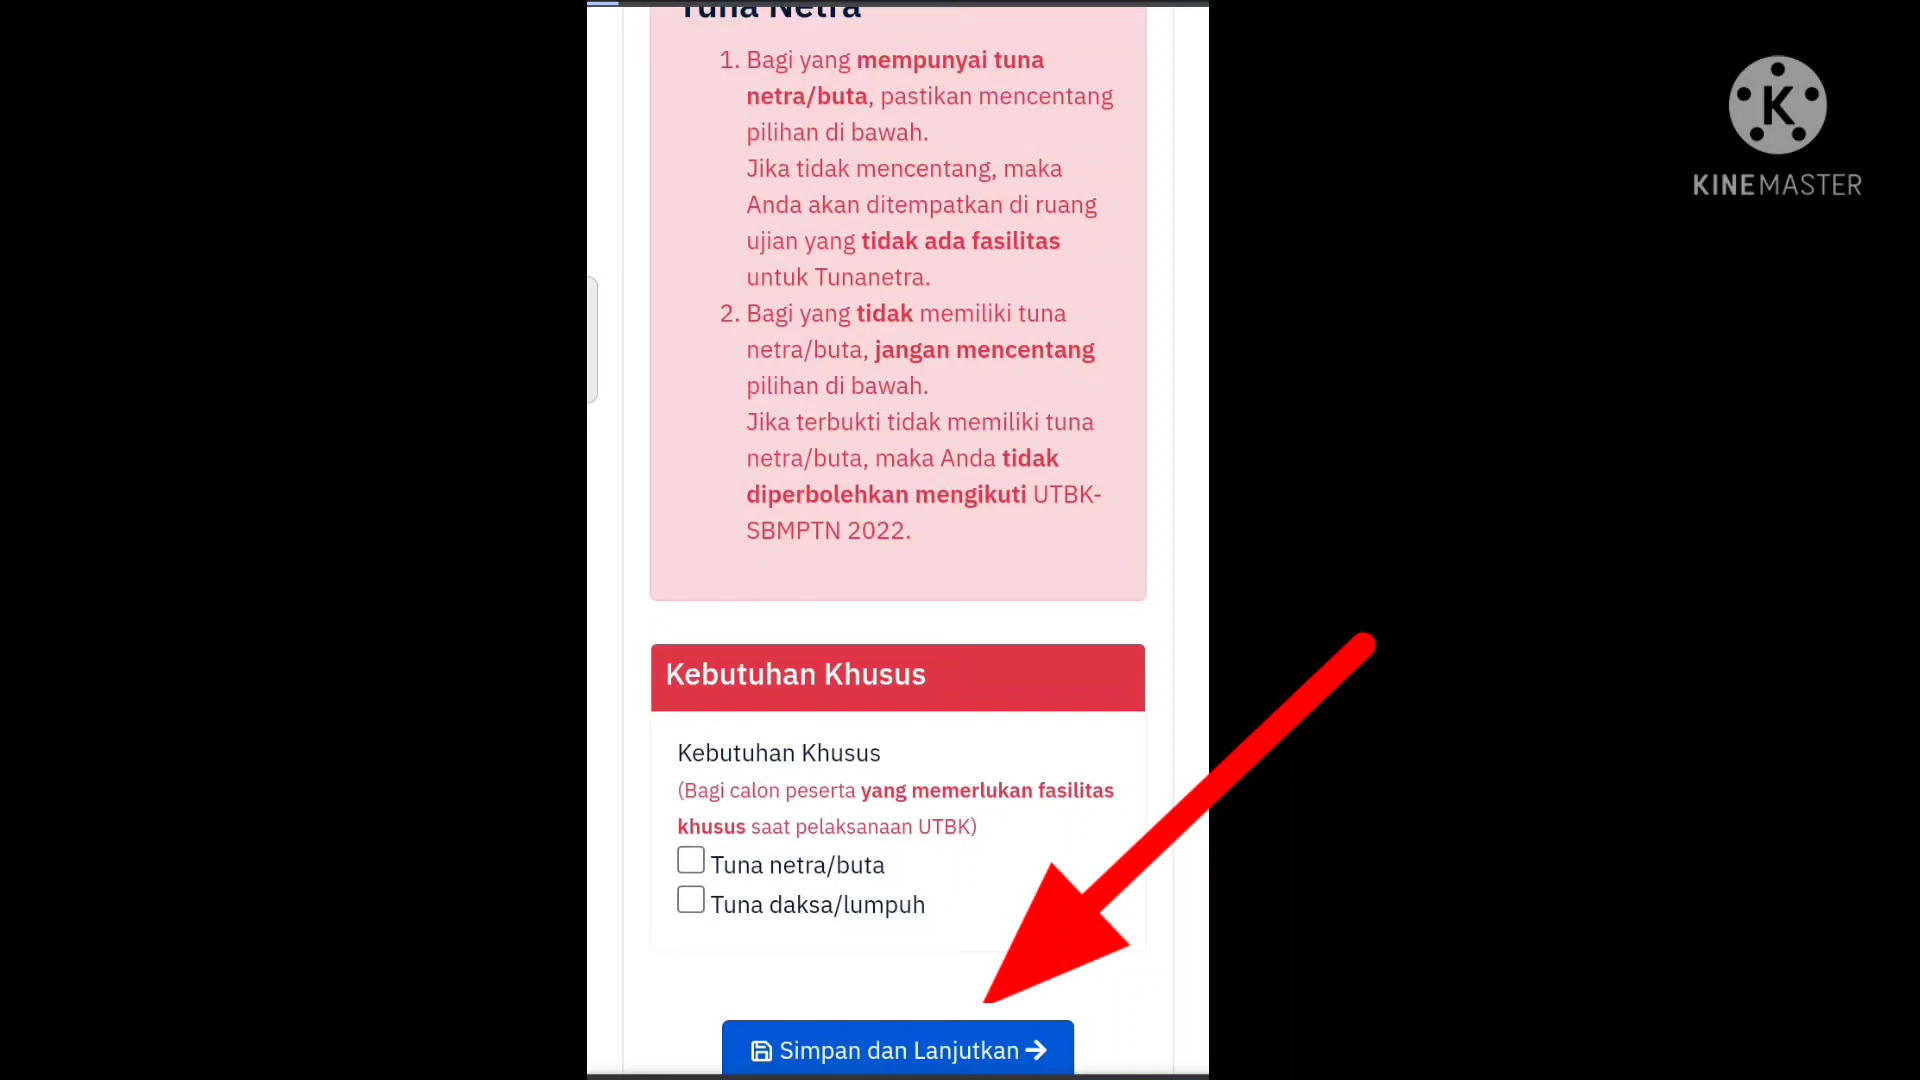 Tuna Netra
1. Bagi yang mempunyai tuna
netra/buta, pastikan mencentang
pilihan di bawah.
Jika tidak mencentang, maka
Anda akan ditempatkan di ruang
ujian yang tidak ada fasilitas
untuk Tunanetra.
2. Bagi yang tidak memiliki tuna
netra/buta, jangan mencentang
pilihan di bawah.
Jika terbukti tidak memiliki tuna
netra/buta, maka Anda tidak
diperbolehkan mengikuti UTBK-
SBMPTN 2022.
Kebutuhan Khusus
Kebutuhan Khusus
(Bagi calon peserta yang memerlukan fasilitas
khusus saat pelaksanaan UTBK)
Tuna netra/buta
Tuna daksa/lumpuh
Simpan dan Lanjutkan
K
KINEMASTER